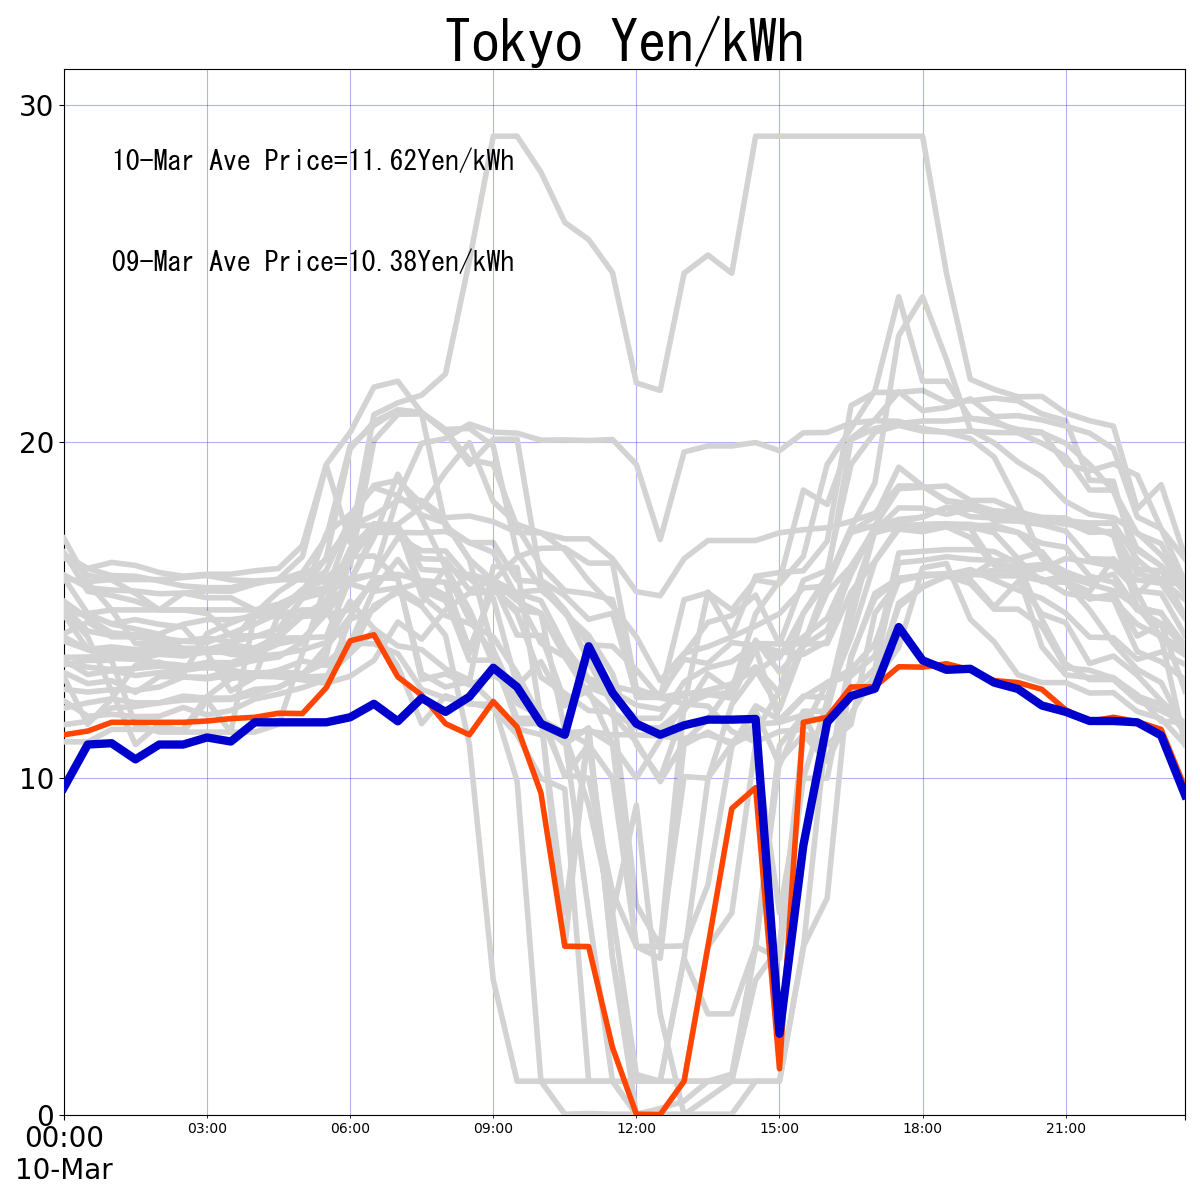 Tokyo Yen/kWh
30
10-Mar Ave Price=11.62Yen/kWh
09-Mar Ave Price=10.38Yen/kWh
20
10
0
00:00 03:00 06:00 09:00 12:00 15:00 18:00 21:00
10-Mar